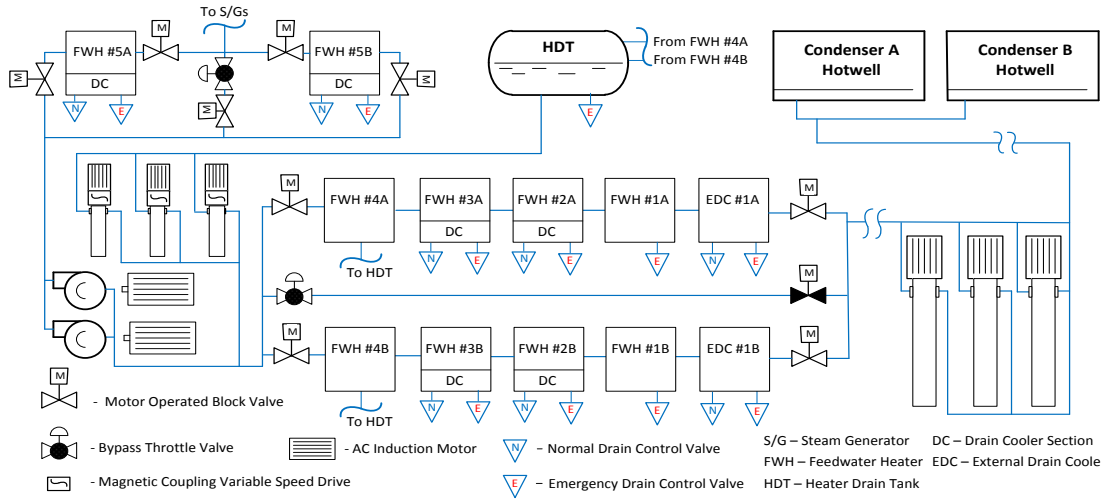 To S/Gs
M
M
FWH #5A
FWH #5B
HDT
From FWH #4A
From FWH #4B
Condenser A
Hotwell
Condenser B
Hotwell
M
DC
DC
M
N
E
M
N
E
E
M
M
FWH #4A
FWH #3A
FWH #2A
FWH #1A
EDC #1A
DC
DC
To HDT
N
E
N
E
E
N
E
M
C
C
M
M
FWH #4B
FWH #3B
FWH #2B
FWH #1B
EDC #1B
DC
DC
To HDT
N
E
N
E
E
N
E
M
- Motor Operated Block Valve
- Bypass Throttle Valve
- AC Induction Motor
- Magnetic Coupling Variable Speed Drive
N
- Normal Drain Control Valve
E
- Emergency Drain Control Valve
S/G – Steam Generator
DC – Drain Cooler Section
FWH – Feedwater Heater
EDC – External Drain Coole
HDT – Heater Drain Tank